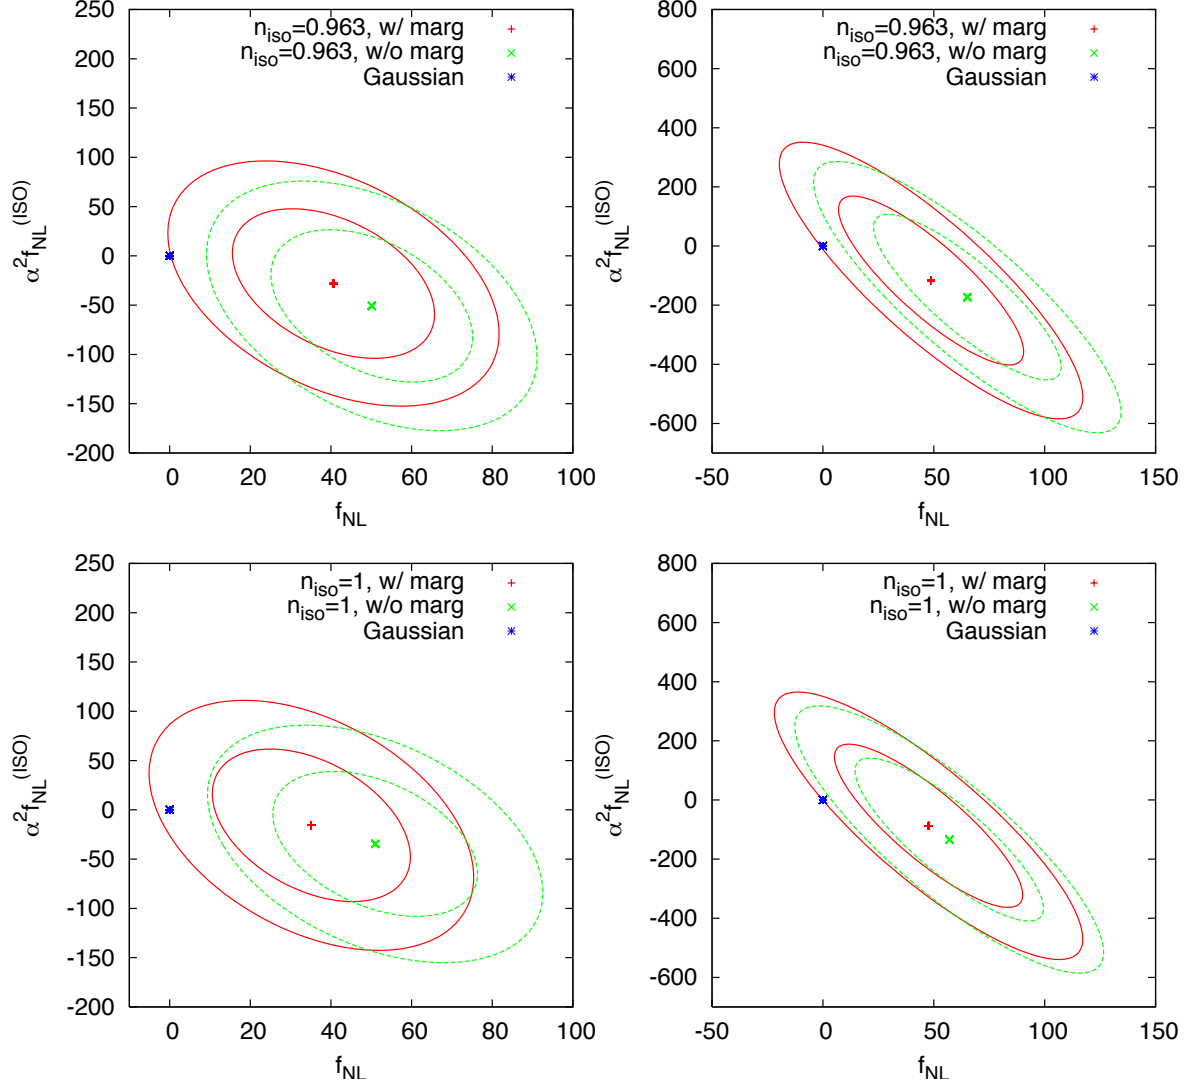 n_iso=0.963, w/ marg
n_iso=0.963, w/o marg
Gaussian
250
200
150
100
50
0
-50
-100
-150
-200
0
20
40
60
80
100
α²f_NL^(ISO)
f_NL
n_iso=0.963, w/ marg
n_iso=0.963, w/o marg
Gaussian
800
600
400
200
0
-200
-400
-600
-50
0
50
100
150
α²f_NL^(ISO)
f_NL
n_iso=1, w/ marg
n_iso=1, w/o marg
Gaussian
250
200
150
100
50
0
-50
-100
-150
-200
0
20
40
60
80
100
α²f_NL^(ISO)
f_NL
n_iso=1, w/ marg
n_iso=1, w/o marg
Gaussian
800
600
400
200
0
-200
-400
-600
-50
0
50
100
150
α²f_NL^(ISO)
f_NL